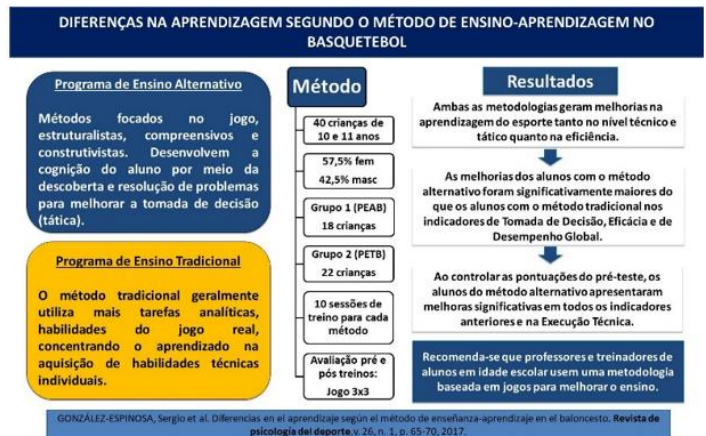 DIFERENÇAS NA APRENDIZAGEM SEGUNDO O MÉTODO DE ENSINO-APRENDIZAGEM NO
BASQUETEBOL
Programa de Ensino Alternativo
Métodos focados no jogo,
estruturalistas, compreensivos e
construtivistas. Desenvolvem a
cognição do aluno por meio da
descoberta e resolução de problemas
para melhorar a tomada de decisão
(tática).
Programa de Ensino Tradicional
O método tradicional geralmente
utiliza mais tarefas analíticas,
habilidades do jogo real,
concentrando o aprendizado na
aquisição de habilidades técnicas
individuais.
Método
40 crianças de
10 e 11 anos
57,5% fem
42,5% masc
Grupo 1 (PEAB)
18 crianças
Grupo 2 (PETB)
22 crianças
10 sessões de
treino para cada
método
Avaliação pré e
pós treinos:
Jogo 3x3
Resultados
Ambas as metodologias geram melhorias na
aprendizagem do esporte tanto no nível técnico e
tático quanto na eficiência.
As melhorias dos alunos com o método
alternativo foram significativamente maiores do
que os alunos com o método tradicional nos
indicadores de Tomada de Decisão, Eficácia e de
Desempenho Global.
Ao controlar as pontuações do pré-teste, os
alunos do método alternativo apresentaram
melhoras significativas em todos os indicadores
anteriores e na Execução Técnica.
Recomenda-se que professores e treinadores de
alunos em idade escolar usem uma metodologia
baseada em jogos para melhorar o ensino.
GONZÁLEZ-ESPINOSA, Sergio et al. Diferencias en el aprendizaje según el método de enseñanza-aprendizaje en el baloncesto. Revista de
psicología del deporte, v. 26, n. 1, p. 65-70, 2017.